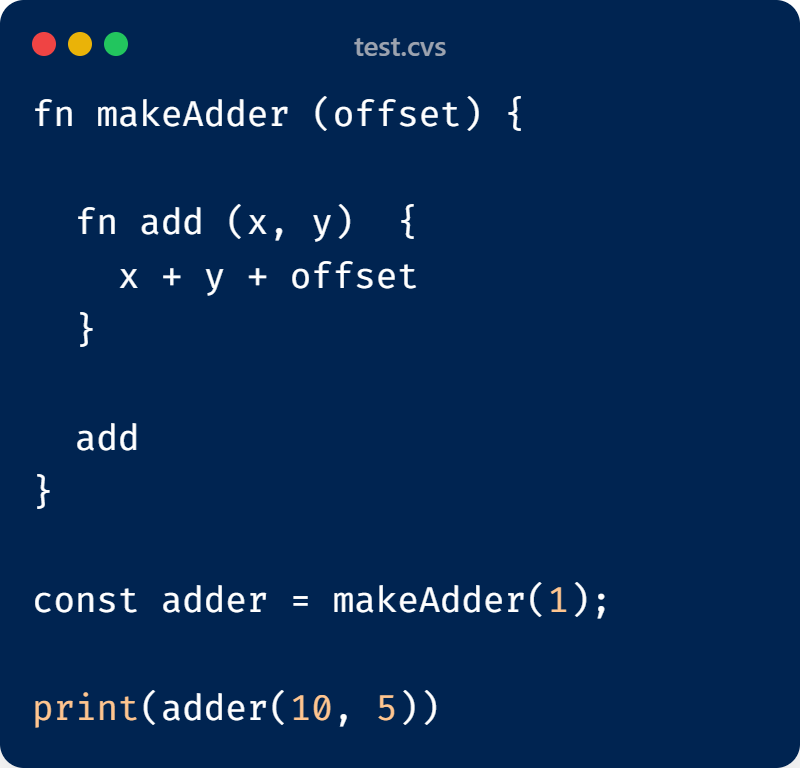 test.cvs
fn makeAdder (offset) {
  fn add (x, y)  {
    x + y + offset
  }
  add
}
const adder = makeAdder(1);
print(adder(10, 5))